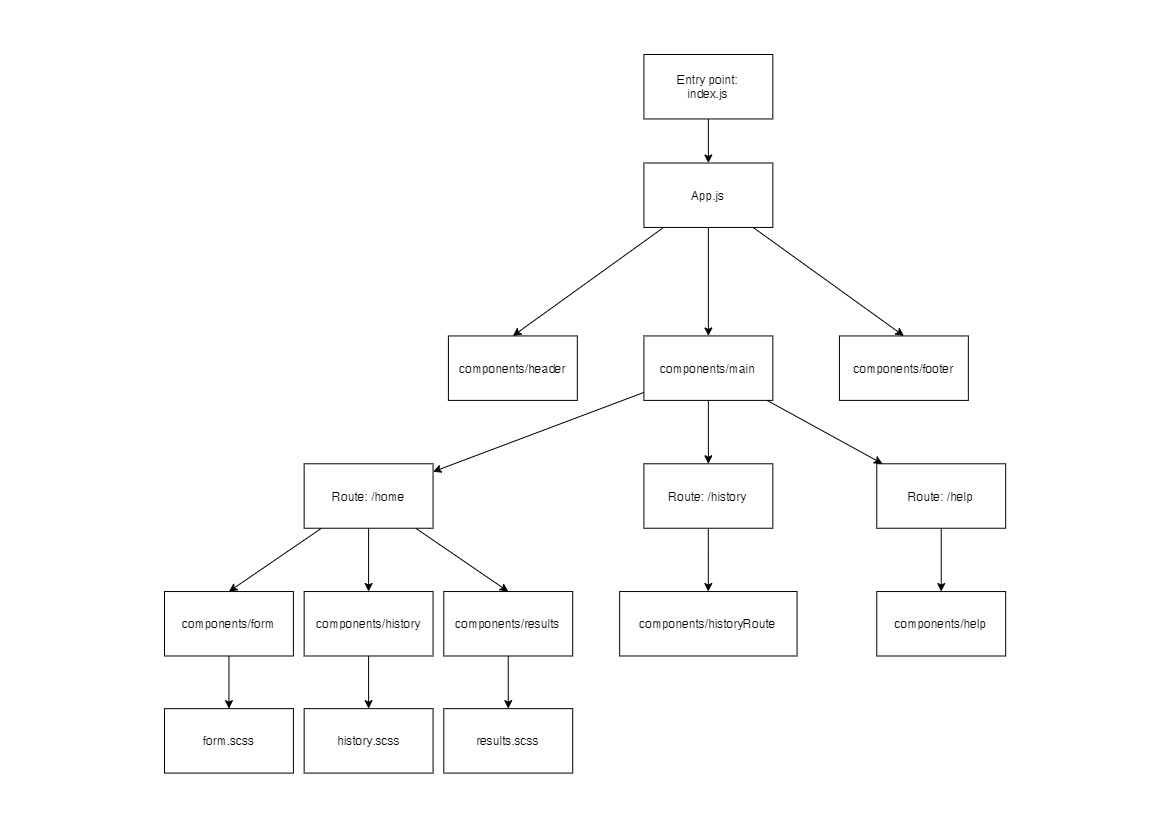 Entry point:
index.js
App.js
components/header
components/main
components/footer
Route: /home
Route: /history
Route: /help
components/form
components/history
components/results
components/historyRoute
components/help
form.scss
history.scss
results.scss